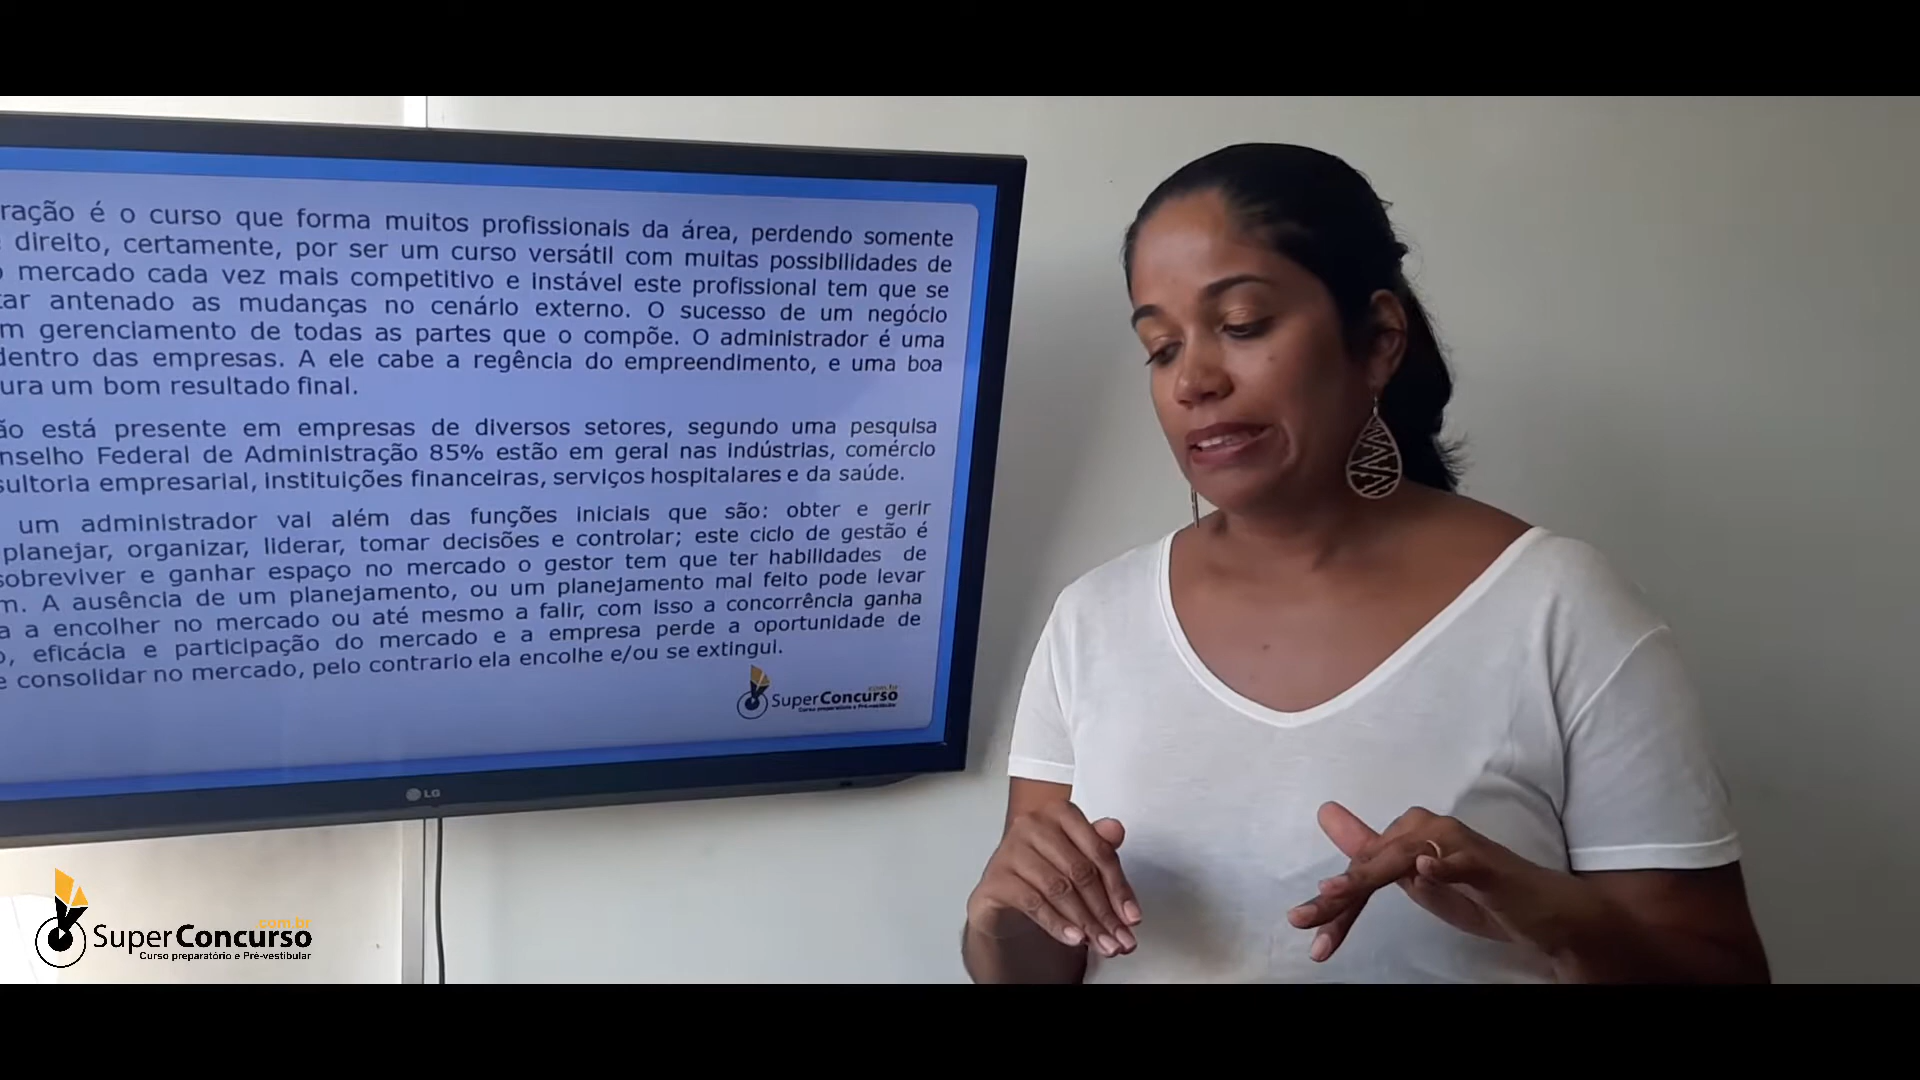 ração é o curso que forma muitos profissionais da área, perdendo somente
direito, certamente, por ser um curso versátil com muitas possibilidades de
o mercado cada vez mais competitivo e instável este profissional tem que se
tar antenado as mudanças no cenário externo. O sucesso de um negócio
m gerenciamento de todas as partes que o compõe. O administrador é uma
dentro das empresas. A ele cabe a regência do empreendimento, e uma boa
ura um bom resultado final.
ão está presente em empresas de diversos setores, segundo uma pesquisa
nselho Federal de Administração 85% estão em geral nas indústrias, comércio
sultoria empresarial, instituições financeiras, serviços hospitalares e da saúde.
um administrador vai além das funções iniciais que são: obter e gerir
planejar, organizar, liderar, tomar decisões e controlar; este ciclo de gestão é
sobreviver e ganhar espaço no mercado o gestor tem que ter habilidades de
m. A ausência de um planejamento, ou um planejamento mal feito pode levar
a a encolher no mercado ou até mesmo a falir, com isso a concorrência ganha
o, eficácia e participação do mercado e a empresa perde a oportunidade de
e consolidar no mercado, pelo contrario ela encolhe e/ou se extingui.
.com.br
SuperConcurso
Curso preparatório e Pré-vestibular
LG
.com.br
SuperConcurso
Curso preparatório e Pré-vestibular